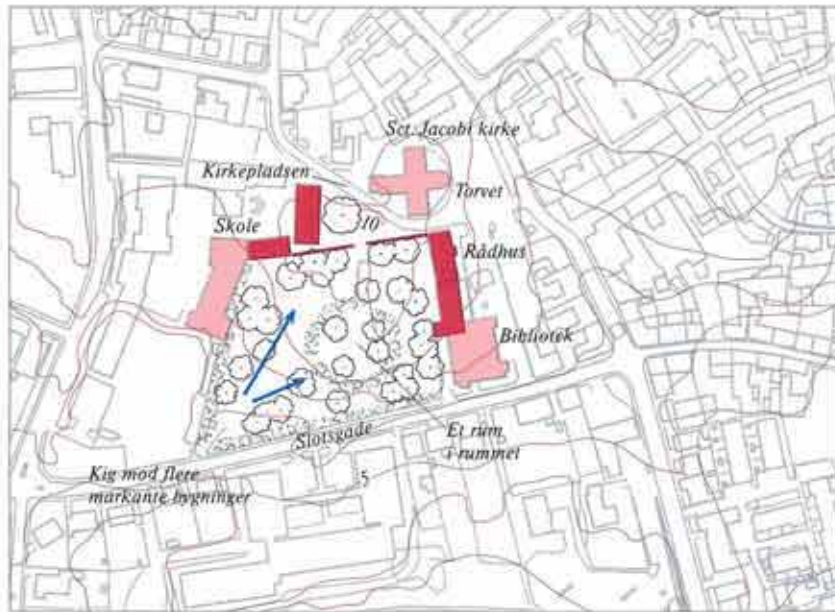 Sct. Jacobi kirke
Kirkepladsen
Torvet
Skole
10
Rådhus
Bibliotek
Slotsgade
Et rum
i rummet
Kig mod flere
markante bygninger
5